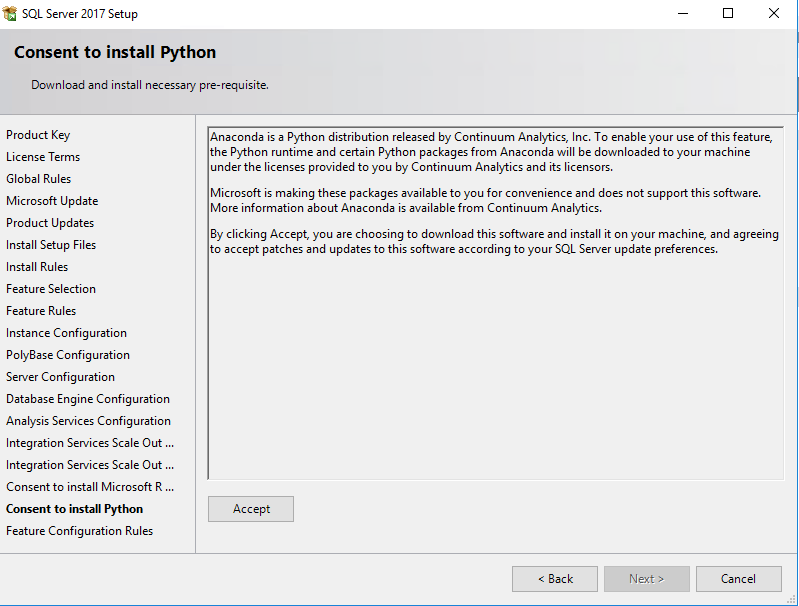 SQL Server 2017 Setup
Consent to install Python
Download and install necessary pre-requisite.
Product Key
License Terms
Global Rules
Microsoft Update
Product Updates
Install Setup Files
Install Rules
Feature Selection
Feature Rules
Instance Configuration
PolyBase Configuration
Server Configuration
Database Engine Configuration
Analysis Services Configuration
Integration Services Scale Out ...
Integration Services Scale Out ...
Consent to install Microsoft R ...
Consent to install Python
Feature Configuration Rules
Anaconda is a Python distribution released by Continuum Analytics, Inc. To enable your use of this feature,
the Python runtime and certain Python packages from Anaconda will be downloaded to your machine
under the licenses provided to you by Continuum Analytics and its licensors.
Microsoft is making these packages available to you for convenience and does not support this software.
More information about Anaconda is available from Continuum Analytics.
By clicking Accept, you are choosing to download this software and install it on your machine, and agreeing
to accept patches and updates to this software according to your SQL Server update preferences.
Accept
< Back
Next >
Cancel